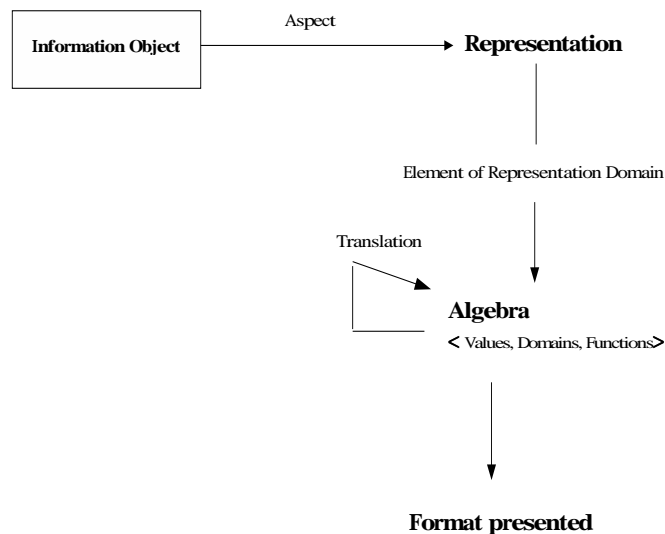 Aspect
Information Object
Representation
Element of Representation Domain
Translation
Algebra
< Values, Domains, Functions>
Format presented